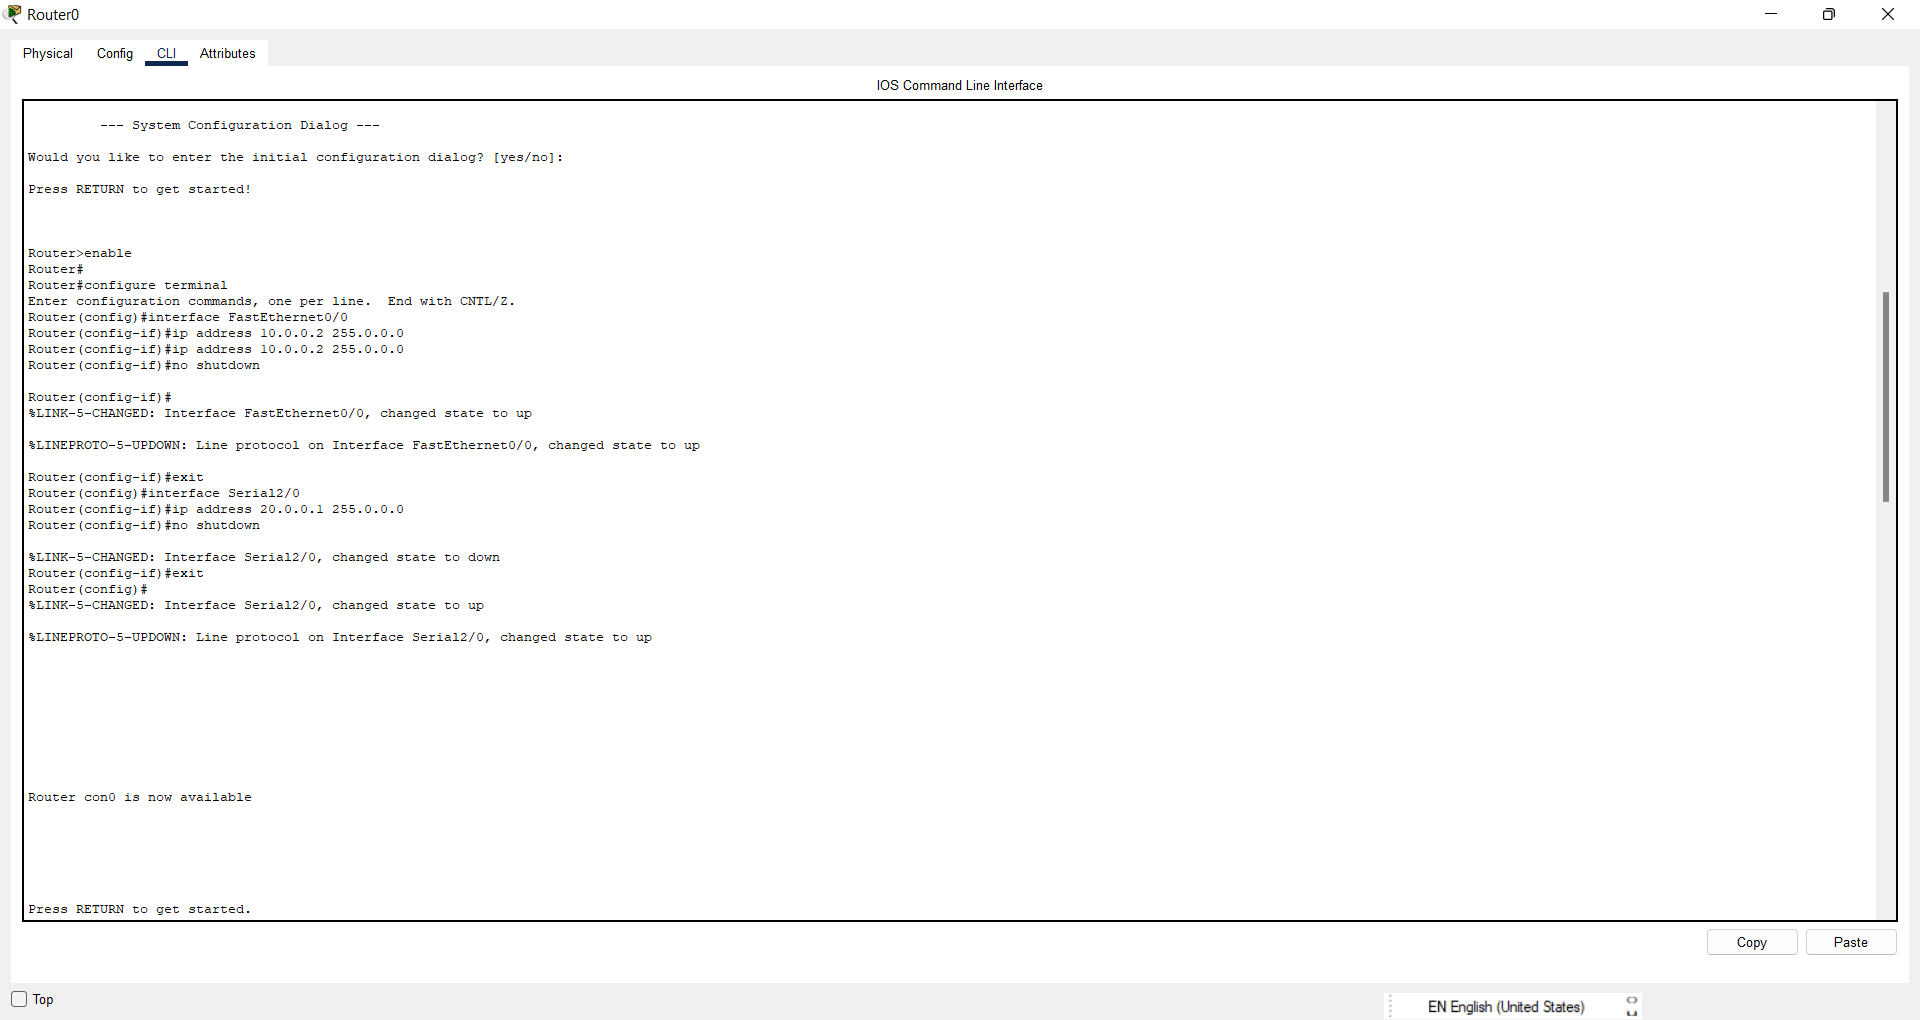 Router0
Physical Config CLI Attributes
IOS Command Line Interface
--- System Configuration Dialog ---
Would you like to enter the initial configuration dialog? [yes/no]:
Press RETURN to get started!
Router>enable
Router#
Router#configure terminal
Enter configuration commands, one per line.  End with CNTL/Z.
Router(config)#interface FastEthernet0/0
Router(config-if)#ip address 10.0.0.2 255.0.0.0
Router(config-if)#ip address 10.0.0.2 255.0.0.0
Router(config-if)#no shutdown
Router(config-if)#
%LINK-5-CHANGED: Interface FastEthernet0/0, changed state to up
%LINEPROTO-5-UPDOWN: Line protocol on Interface FastEthernet0/0, changed state to up
Router(config-if)#exit
Router(config)#interface Serial2/0
Router(config-if)#ip address 20.0.0.1 255.0.0.0
Router(config-if)#no shutdown
%LINK-5-CHANGED: Interface Serial2/0, changed state to down
Router(config-if)#exit
Router(config)#
%LINK-5-CHANGED: Interface Serial2/0, changed state to up
%LINEPROTO-5-UPDOWN: Line protocol on Interface Serial2/0, changed state to up
Router con0 is now available
Press RETURN to get started.
Copy Paste
Top
EN English (United States)